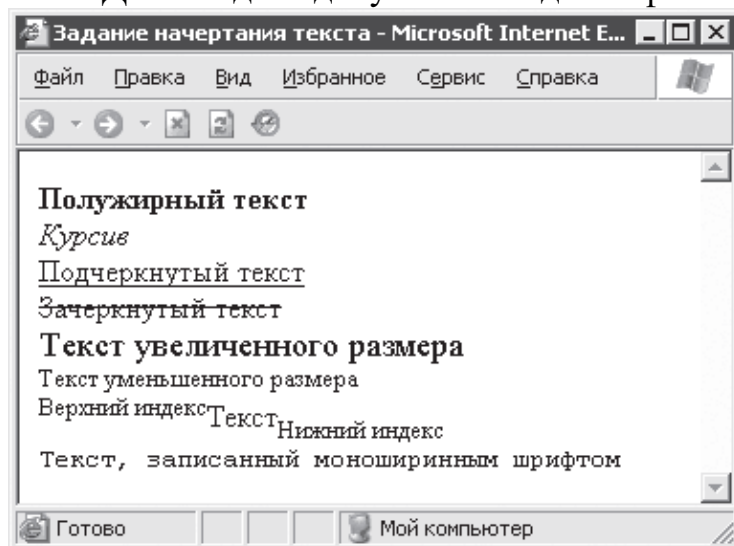 Задание начертания текста - Microsoft Internet E...
Файл Правка Вид Избранное Сервис Справка
Полужирный текст
Курсив
Подчеркнутый текст
Зачеркнутый текст
Текст увеличенного размера
Текст уменьшенного размера
Верхний индексТекстНижний индекс
Текст, записанный моноширинным шрифтом
Готово Мой компьютер